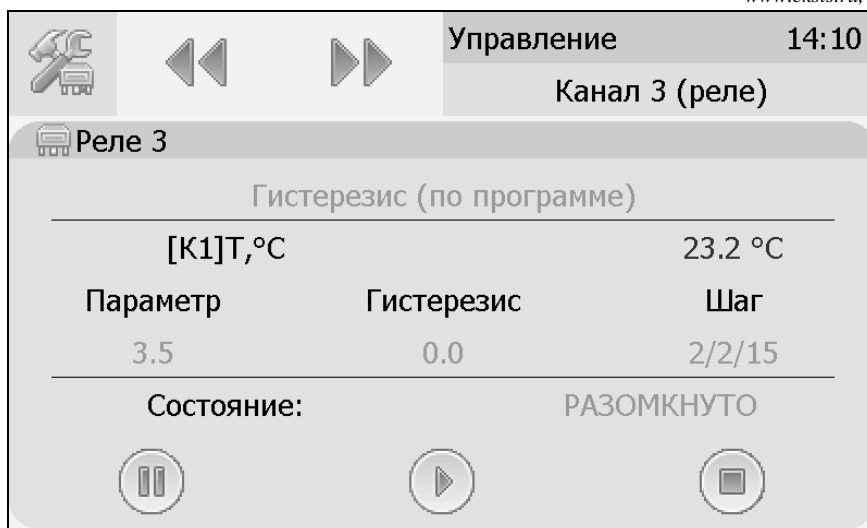 Управление 14:10
Канал 3 (реле)
Реле 3
Гистерезис (по программе)
[К1]T,°C 23.2 °C
Параметр Гистерезис Шаг
3.5 0.0 2/2/15
Состояние: РАЗОМКНУТО